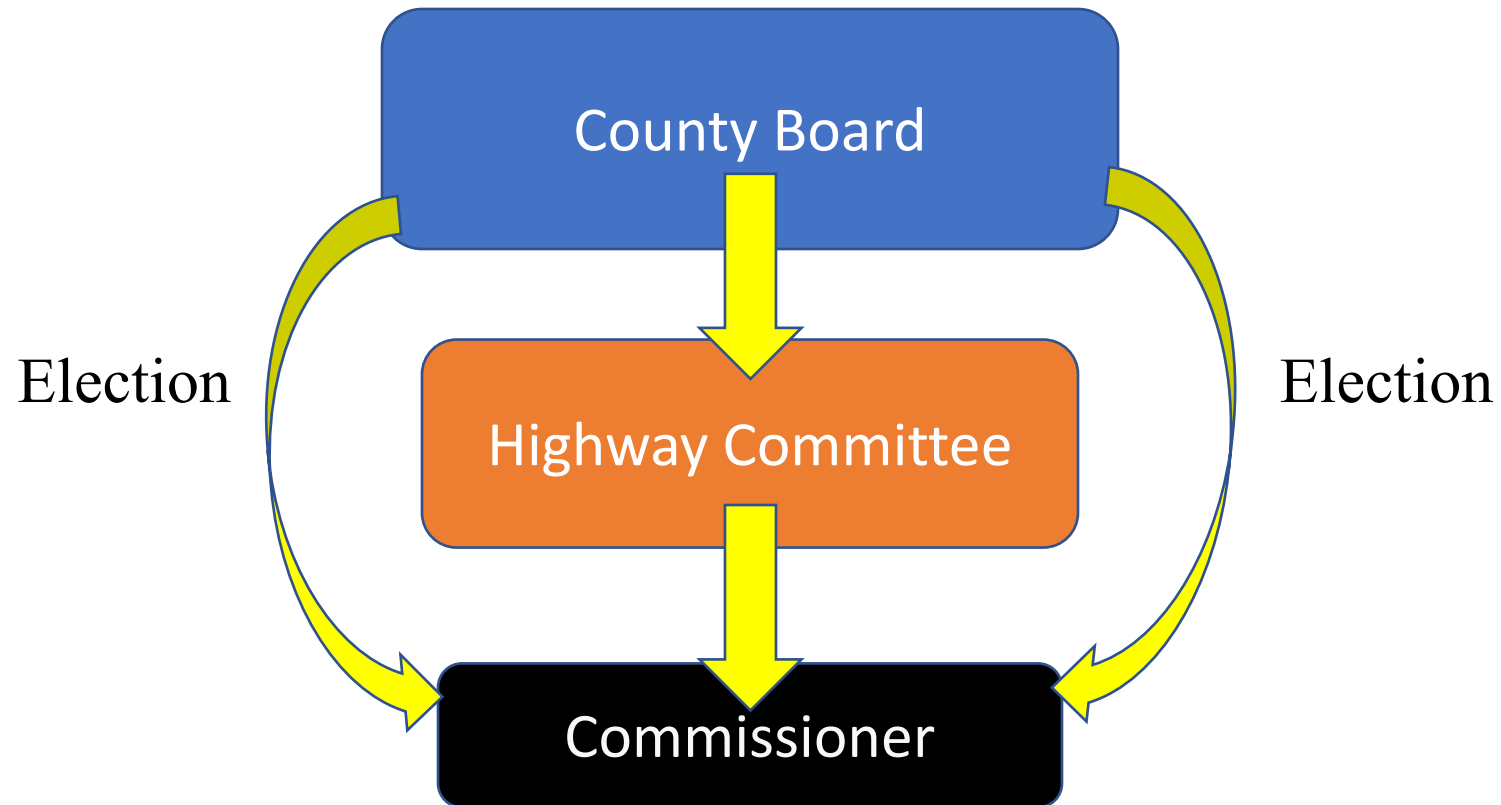 County Board
Election
Election
Highway Committee
Commissioner